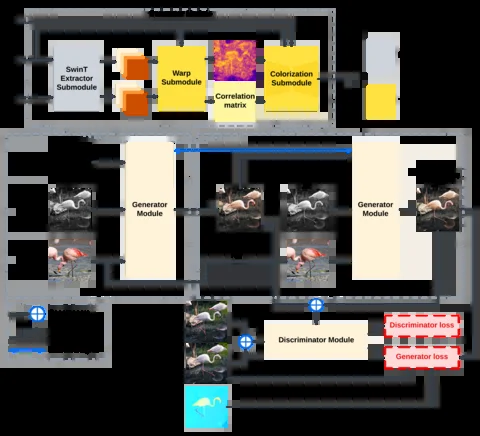 SwinT
Extractor
Submodule
Warp
Submodule
Correlation
matrix
Colorization
Submodule
Generator
Module
Generator
Module
Discriminator Module
Discriminator loss
Generator loss